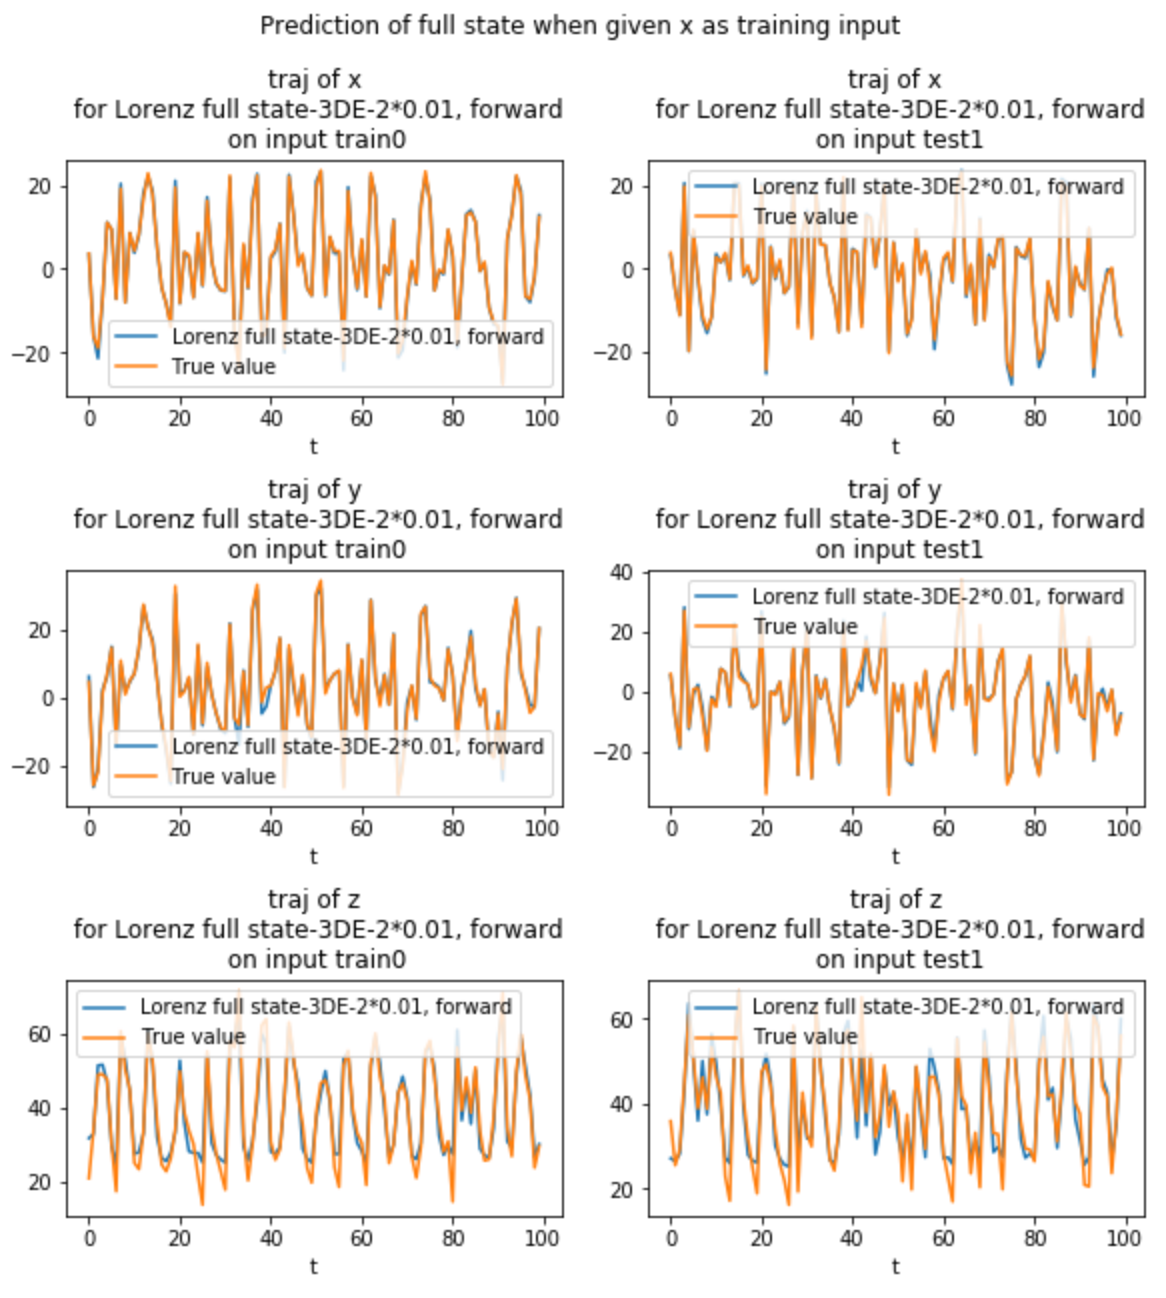 Prediction of full state when given x as training input
traj of x
for Lorenz full state-3DE-2*0.01, forward
on input train0
20
0
−20
Lorenz full state-3DE-2*0.01, forward
True value
0 20 40 60 80 100
t
traj of x
for Lorenz full state-3DE-2*0.01, forward
on input test1
20
0
−20
Lorenz full state-3DE-2*0.01, forward
True value
0 20 40 60 80 100
t
traj of y
for Lorenz full state-3DE-2*0.01, forward
on input train0
20
0
−20
Lorenz full state-3DE-2*0.01, forward
True value
0 20 40 60 80 100
t
traj of y
for Lorenz full state-3DE-2*0.01, forward
on input test1
40
20
0
−20
Lorenz full state-3DE-2*0.01, forward
True value
0 20 40 60 80 100
t
traj of z
for Lorenz full state-3DE-2*0.01, forward
on input train0
60
40
20
Lorenz full state-3DE-2*0.01, forward
True value
0 20 40 60 80 100
t
traj of z
for Lorenz full state-3DE-2*0.01, forward
on input test1
60
40
20
Lorenz full state-3DE-2*0.01, forward
True value
0 20 40 60 80 100
t